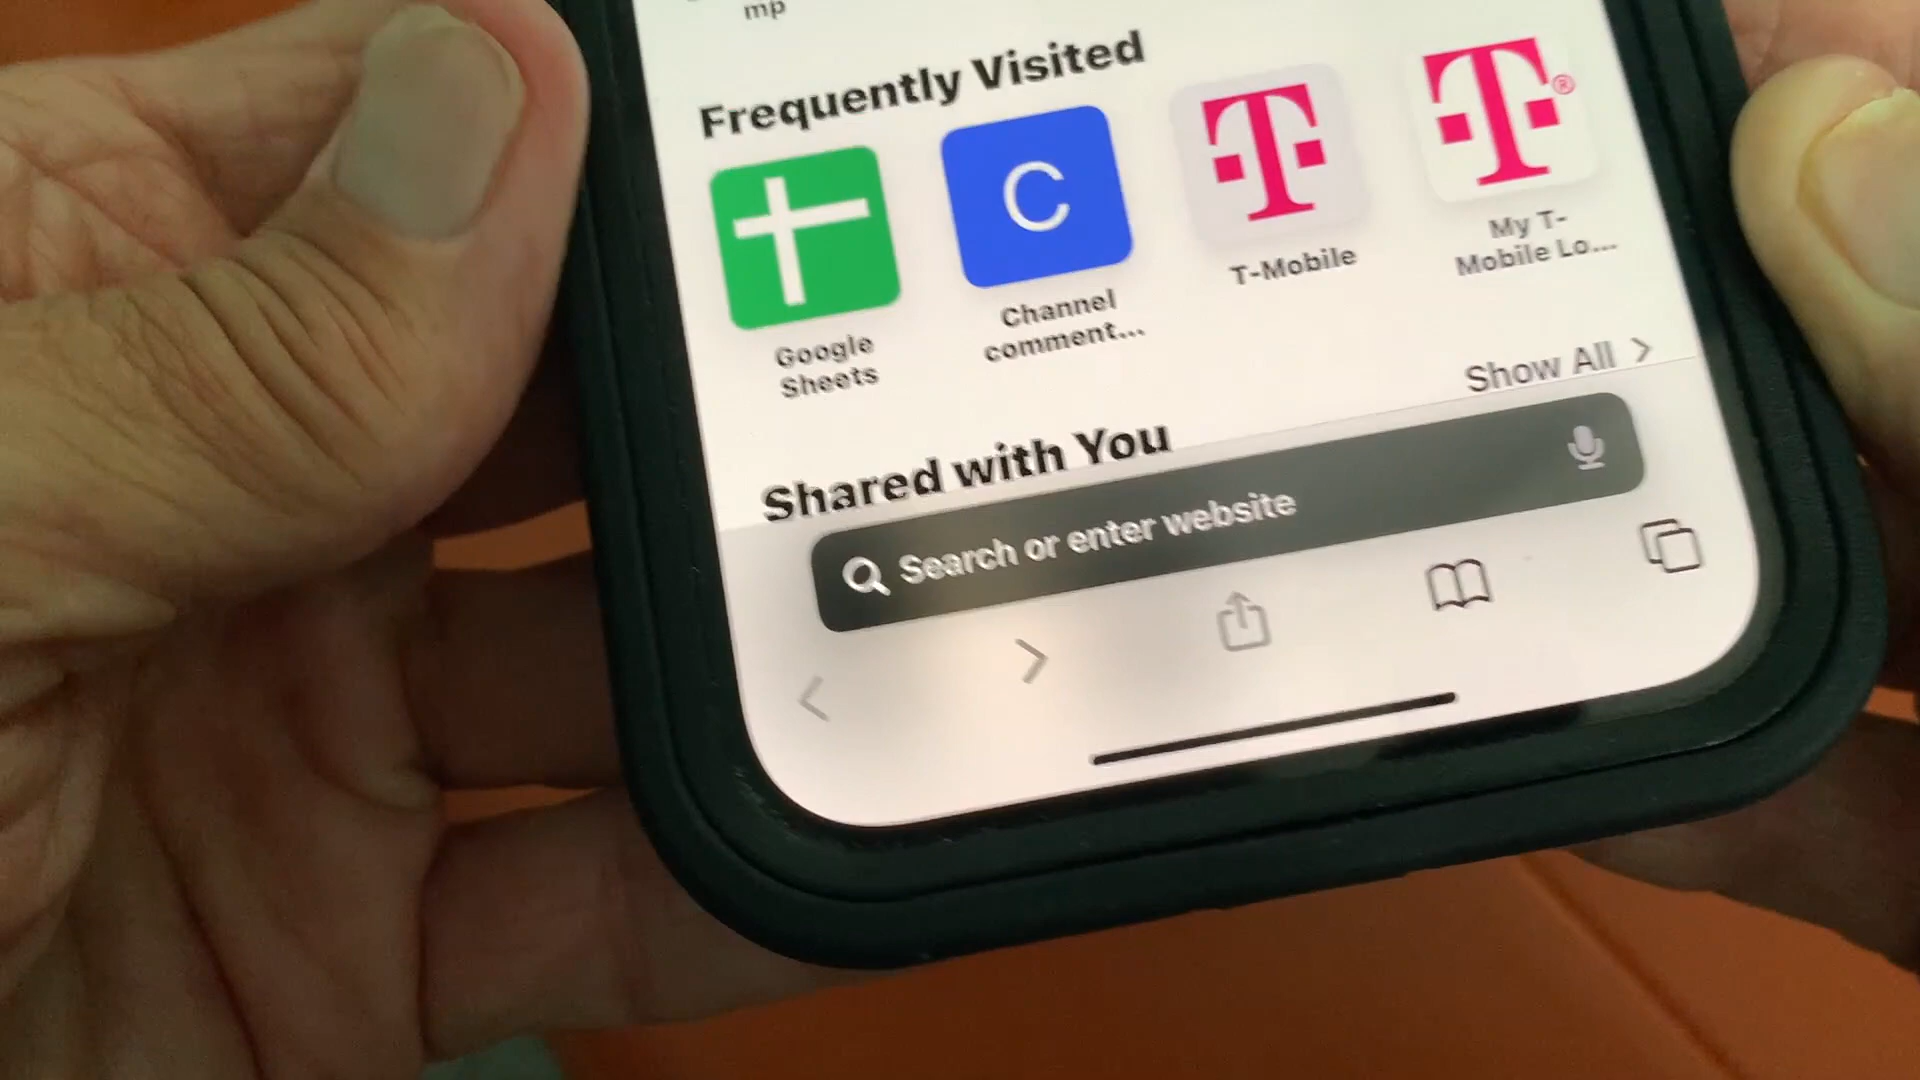 mp
Frequently Visited
C
T
T®
Google
Sheets
Channel
comment...
T-Mobile
My T-
Mobile Lo...
Show All
Shared with You
Search or enter website